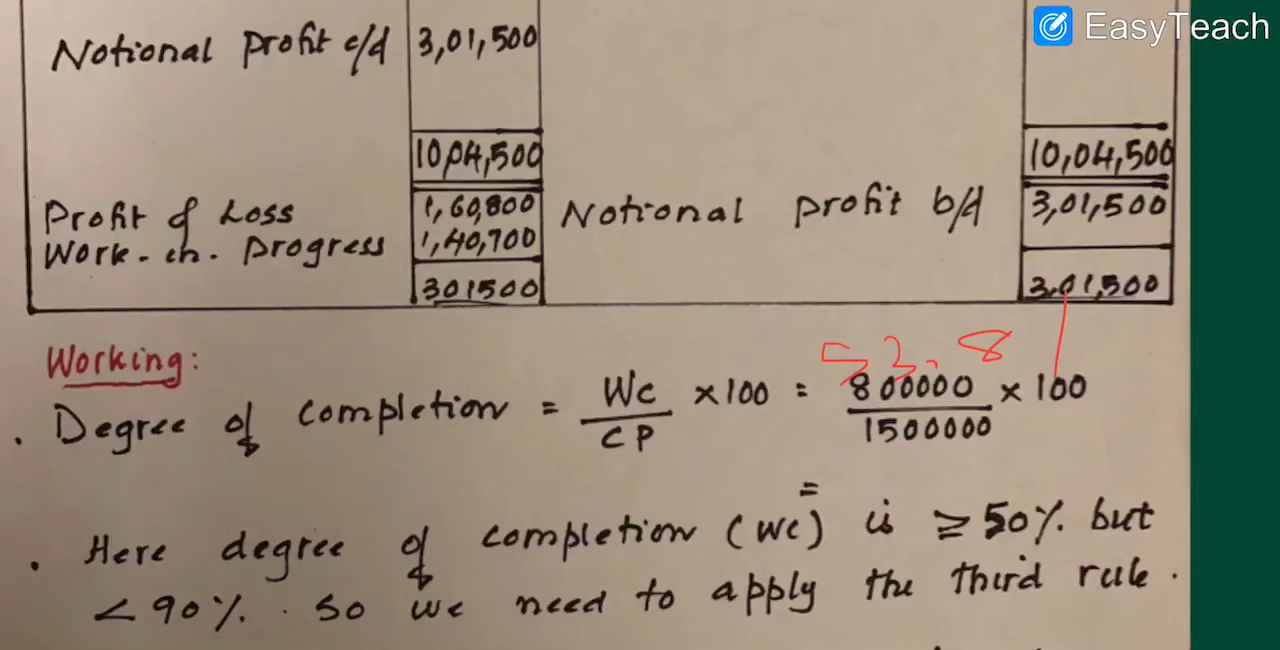 EasyTeach
Notional Profit c/d 3,01,500
10,04,500 10,04,500
Profit & Loss 1,60,800 Notional profit b/d 3,01,500
Work-in. Progress 1,40,700
301500 3,01,500
Working:
53.8
. Degree of completion = WC/CP ×100 = 800000/1500000 × 100
=
. Here degree of completion (WC) is ≥ 50% but
< 90%. So we need to apply the third rule.